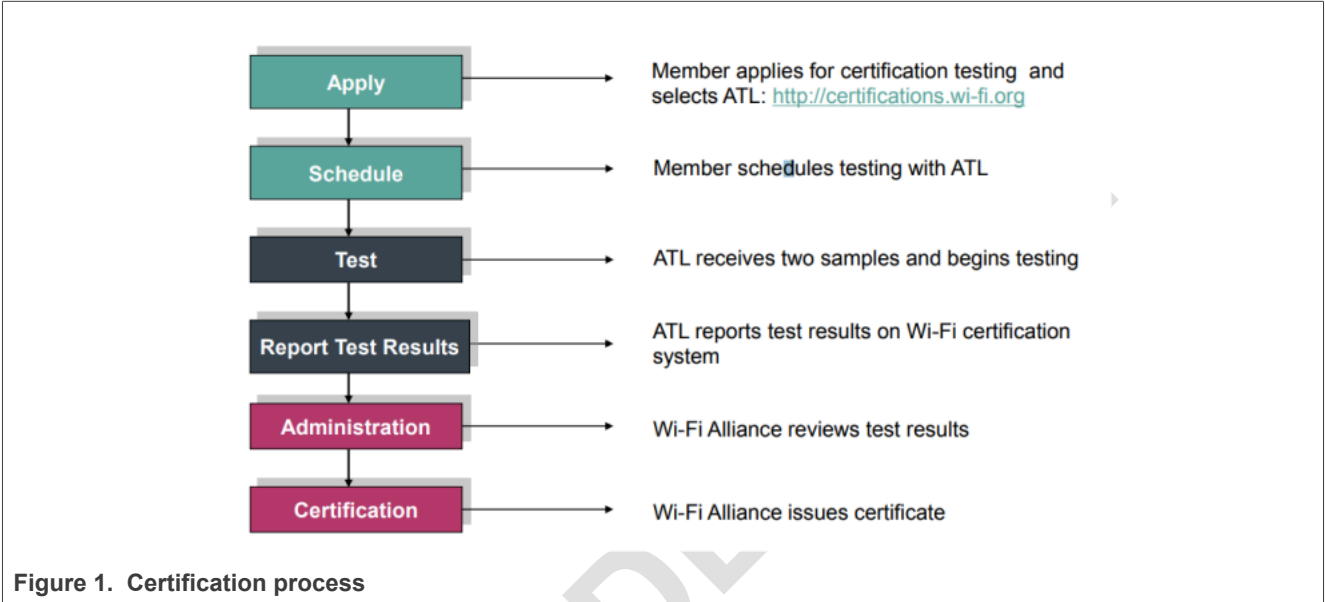 Apply
Member applies for certification testing and
selects ATL: http://certifications.wi-fi.org
Schedule
Member schedules testing with ATL
Test
ATL receives two samples and begins testing
Report Test Results
ATL reports test results on Wi-Fi certification
system
Administration
Wi-Fi Alliance reviews test results
Certification
Wi-Fi Alliance issues certificate
Figure 1. Certification process